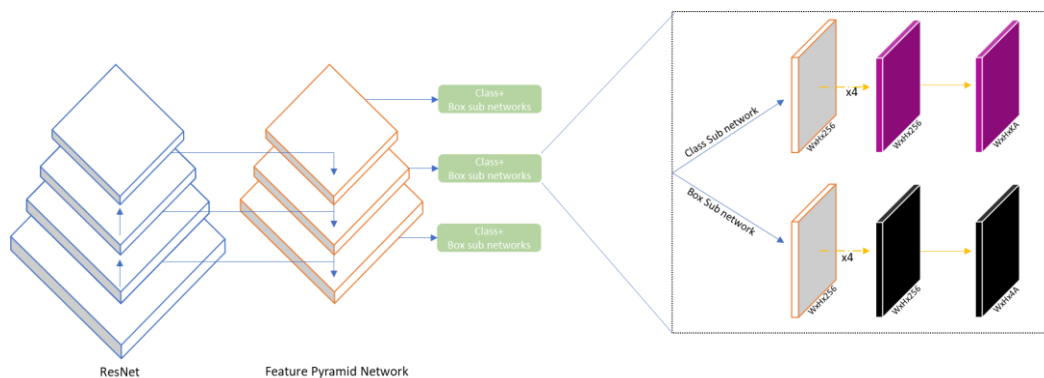 Class+
Box sub networks
Class+
Box sub networks
Class+
Box sub networks
ResNet
Feature Pyramid Network
Class Sub network
Box Sub network
x4
WxHx256
WxHx256
WxHxKA
x4
WxHx256
WxHx256
WxHx4A